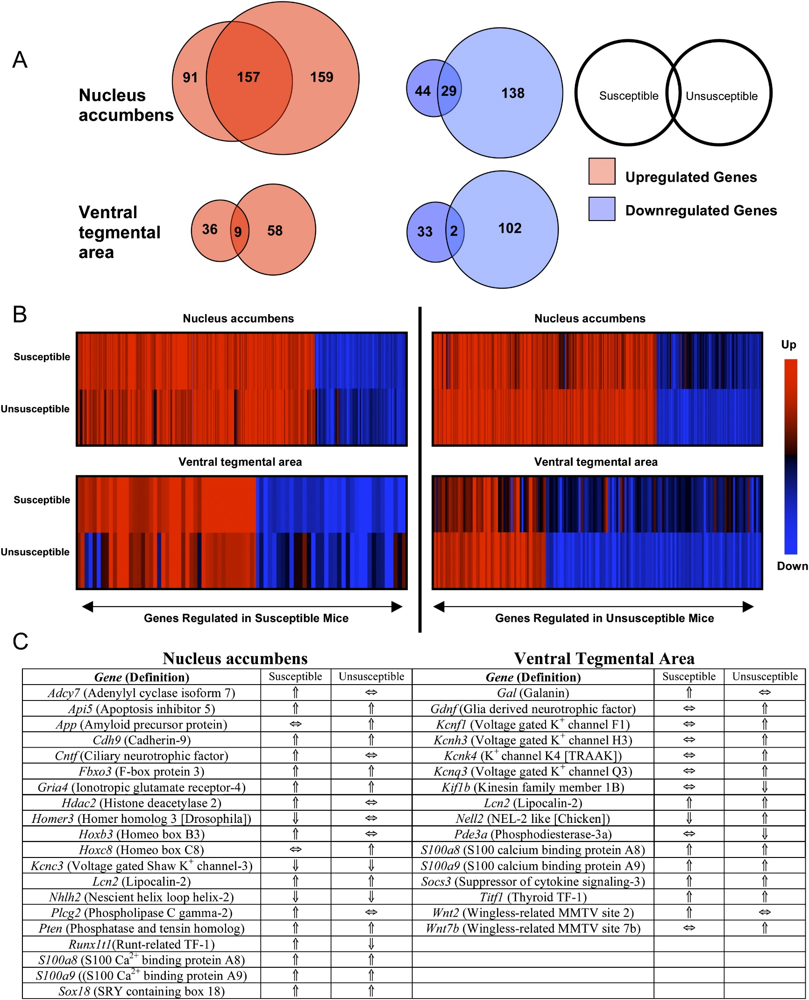 A
Nucleus
accumbens
91 157 159
44 29 138
Susceptible Unsusceptible
Upregulated Genes
Downregulated Genes
Ventral
tegmental
area
36 9 58
33 2 102
B
Nucleus accumbens Nucleus accumbens
Susceptible
Unsusceptible
Up
Down
Ventral tegmental area Ventral tegmental area
Susceptible
Unsusceptible
Genes Regulated in Susceptible Mice Genes Regulated in Unsusceptible Mice
C
Nucleus accumbens Ventral Tegmental Area
Gene (Definition) Susceptible Unsusceptible Gene (Definition) Susceptible Unsusceptible
Adcy7 (Adenylyl cyclase isoform 7) ⇑ ⇔ Gal (Galanin) ⇑ ⇔
Api5 (Apoptosis inhibitor 5) ⇑ ⇑ Gdnf (Glia derived neurotrophic factor) ⇔ ⇑
App (Amyloid precursor protein) ⇔ ⇑ Kcnf1 (Voltage gated K+ channel F1) ⇔ ⇑
Cdh9 (Cadherin-9) ⇑ ⇑ Kcnh3 (Voltage gated K+ channel H3) ⇔ ⇑
Cntf (Ciliary neurotrophic factor) ⇑ ⇔ Kcnk4 (K+ channel K4 [TRAAK]) ⇔ ⇑
Fbxo3 (F-box protein 3) ⇑ ⇑ Kcnq3 (Voltage gated K+ channel Q3) ⇔ ⇑
Gria4 (Ionotropic glutamate receptor-4) ⇑ ⇑ Kif1b (Kinesin family member 1B) ⇔ ⇓
Hdac2 (Histone deacetylase 2) ⇑ ⇔ Lcn2 (Lipocalin-2) ⇑ ⇑
Homer3 (Homer homolog 3 [Drosophila]) ⇓ ⇔ Nell2 (NEL-2 like [Chicken]) ⇓ ⇑
Hoxb3 (Homeo box B3) ⇑ ⇔ Pde3a (Phosphodiesterase-3a) ⇔ ⇓
Hoxc8 (Homeo box C8) ⇔ ⇑ S100a8 (S100 calcium binding protein A8) ⇑ ⇑
Kcnc3 (Voltage gated Shaw K+ channel-3) ⇓ ⇓ S100a9 (S100 calcium binding protein A9) ⇑ ⇑
Lcn2 (Lipocalin-2) ⇑ ⇑ Socs3 (Suppressor of cytokine signaling-3) ⇑ ⇑
Nhlh2 (Nescient helix loop helix-2) ⇓ ⇓ Titf1 (Thyroid TF-1) ⇑ ⇑
Plcg2 (Phospholipase C gamma-2) ⇑ ⇔ Wnt2 (Wingless-related MMTV site 2) ⇑ ⇔
Pten (Phosphatase and tensin homolog) ⇑ ⇑ Wnt7b (Wingless-related MMTV site 7b) ⇔ ⇑
Runx1t1(Runt-related TF-1) ⇑ ⇓
S100a8 (S100 Ca2+ binding protein A8) ⇑ ⇑
S100a9 ((S100 Ca2+ binding protein A9) ⇑ ⇑
Sox18 (SRY containing box 18) ⇑ ⇑